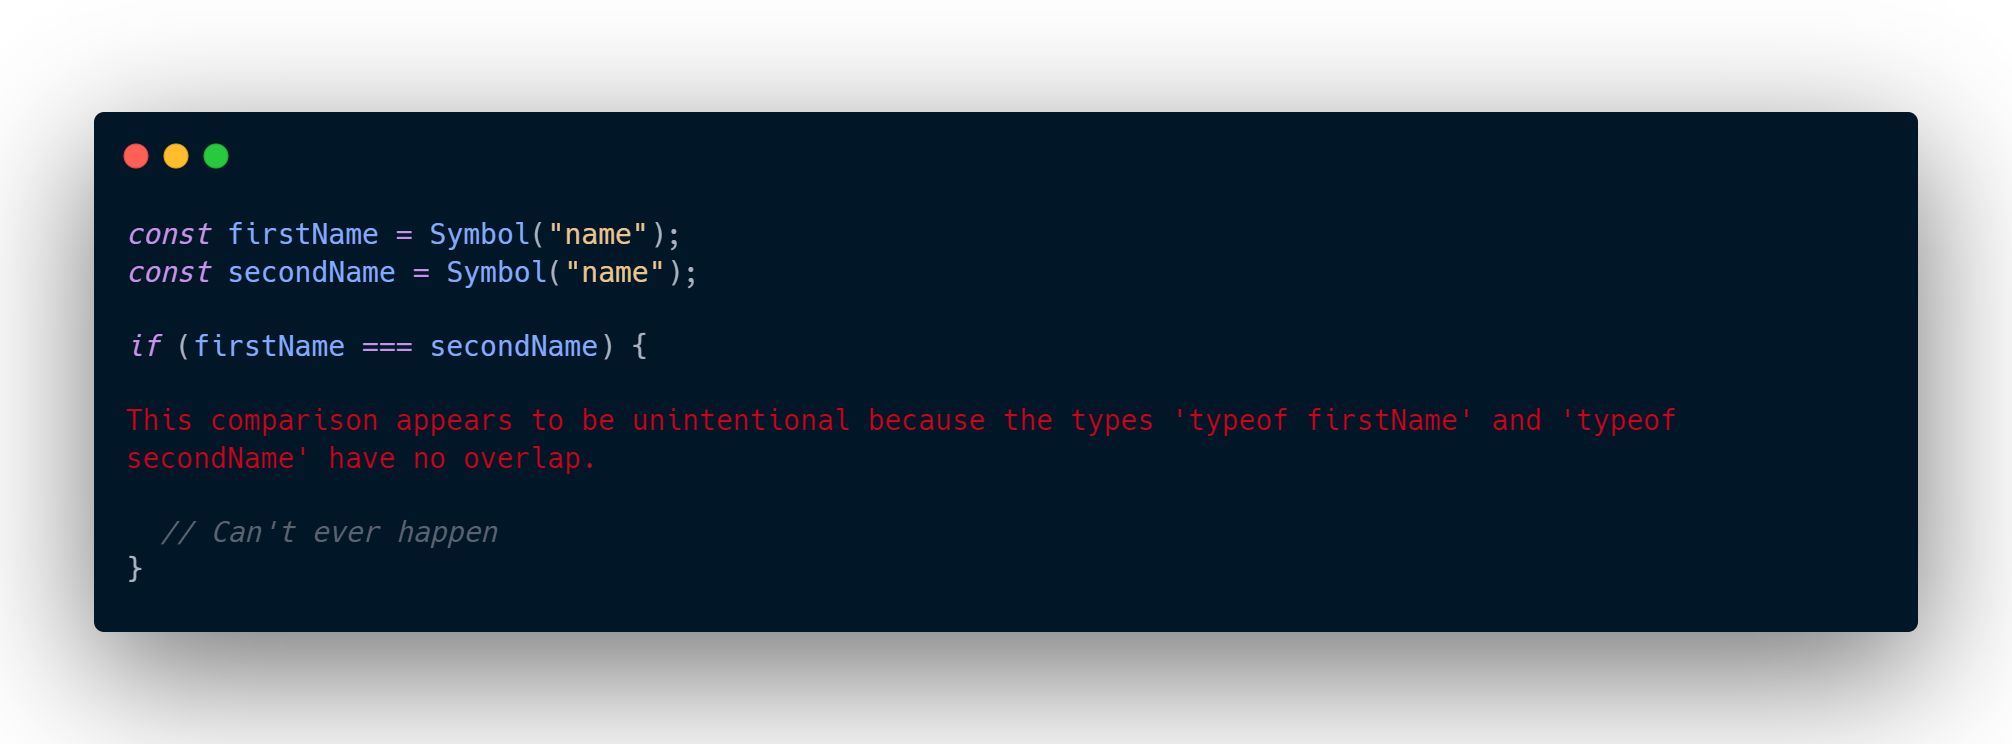 const firstName = Symbol("name");
const secondName = Symbol("name");
if (firstName === secondName) {
This comparison appears to be unintentional because the types 'typeof firstName' and 'typeof
secondName' have no overlap.
// Can't ever happen
}